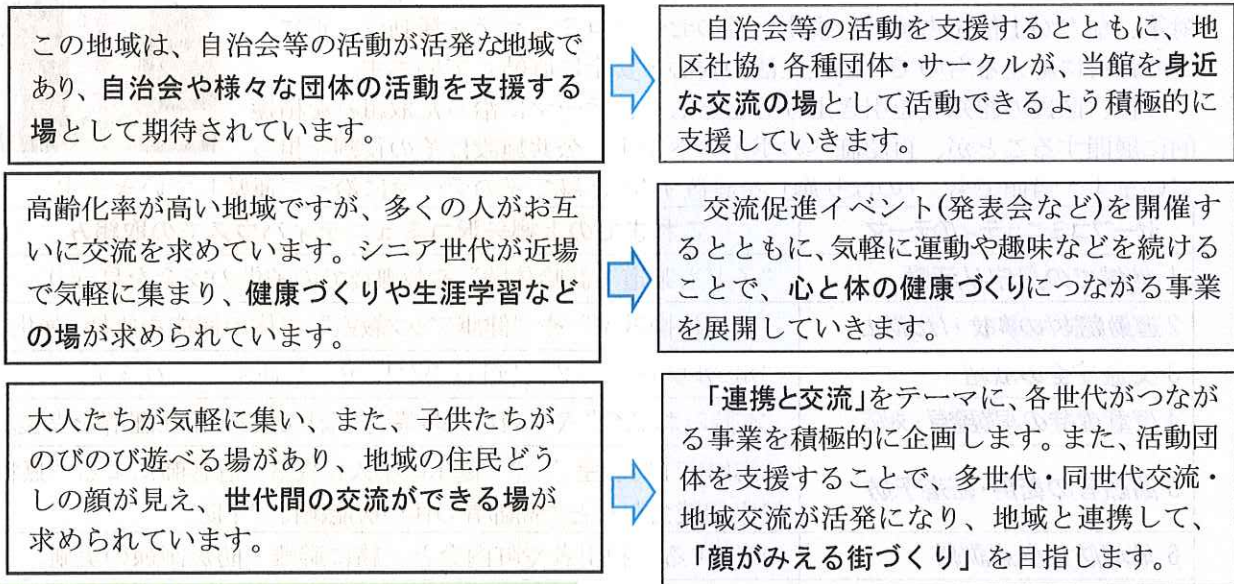 この地域は、自治会等の活動が活発な地域で
あり、自治会や様々な団体の活動を支援する
場として期待されています。
自治会等の活動を支援するとともに、地
区社協・各種団体・サークルが、当館を身近
な交流の場として活動できるよう積極的に
支援していきます。
高齢化率が高い地域ですが、多くの人がお互
いに交流を求めています。シニア世代が近場
で気軽に集まり、健康づくりや生涯学習など
の場が求められています。
交流促進イベント(発表会など)を開催す
るとともに、気軽に運動や趣味などを続ける
ことで、心と体の健康づくりにつながる事業
を展開していきます。
大人たちが気軽に集い、また、子供たちが
のびのび遊べる場があり、地域の住民どう
しの顔が見え、世代間の交流ができる場が
求められています。
「連携と交流」をテーマに、各世代がつなが
る事業を積極的に企画します。また、活動団
体を支援することで、多世代・同世代交流・
地域交流が活発になり、地域と連携して、
「顔がみえる街づくり」を目指します。